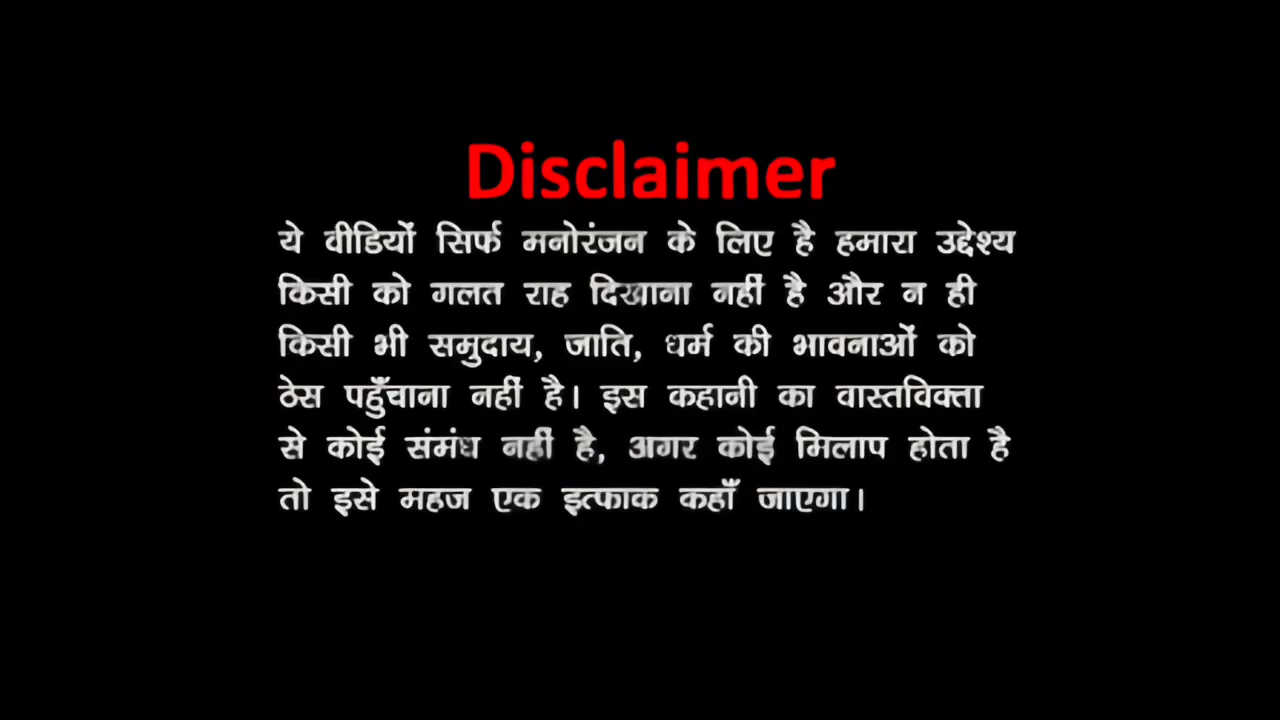 Disclaimer
ये वीडियों सिर्फ मनोरंजन के लिए है हमारा उद्देश्य
किसी को गलत राह दिखाना नहीं है और न ही
किसी भी समुदाय, जाति, धर्म की भावनाओं को
ठेस पहुँचाना नहीं है। इस कहानी का वास्तविक्ता
से कोई संमंध नहीं है, अगर कोई मिलाप होता है
तो इसे महज एक इत्फाक कहाँ जाएगा।